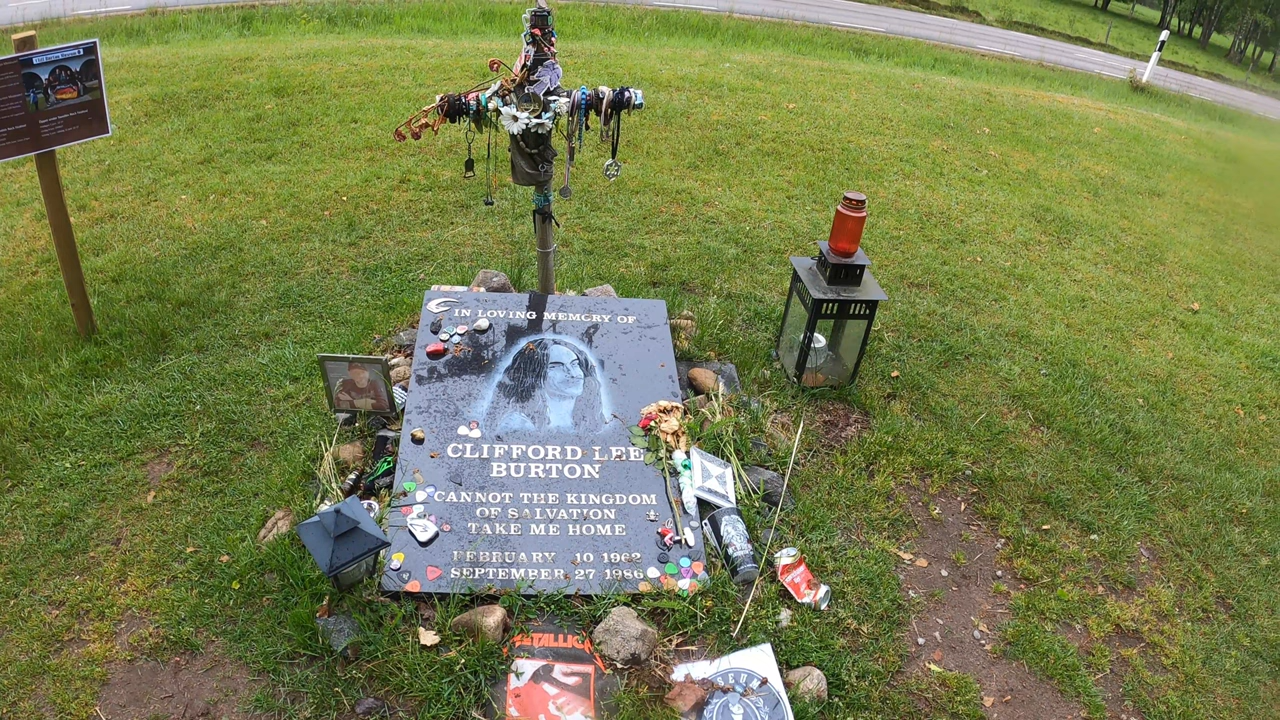 IN LOVING MEMORY OF
CLIFFORD LEE
BURTON
CANNOT THE KINGDOM
OF SALVATION
TAKE ME HOME
FEBRUARY 10 1962
SEPTEMBER 27 1986
METALLICA
SEUM